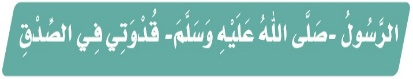 الرَّسُولُ -صَلَّى اللهُ عَلَيْهِ وَسَلَّمَ- قُدْوَتِي فِي الصِّدْقِ